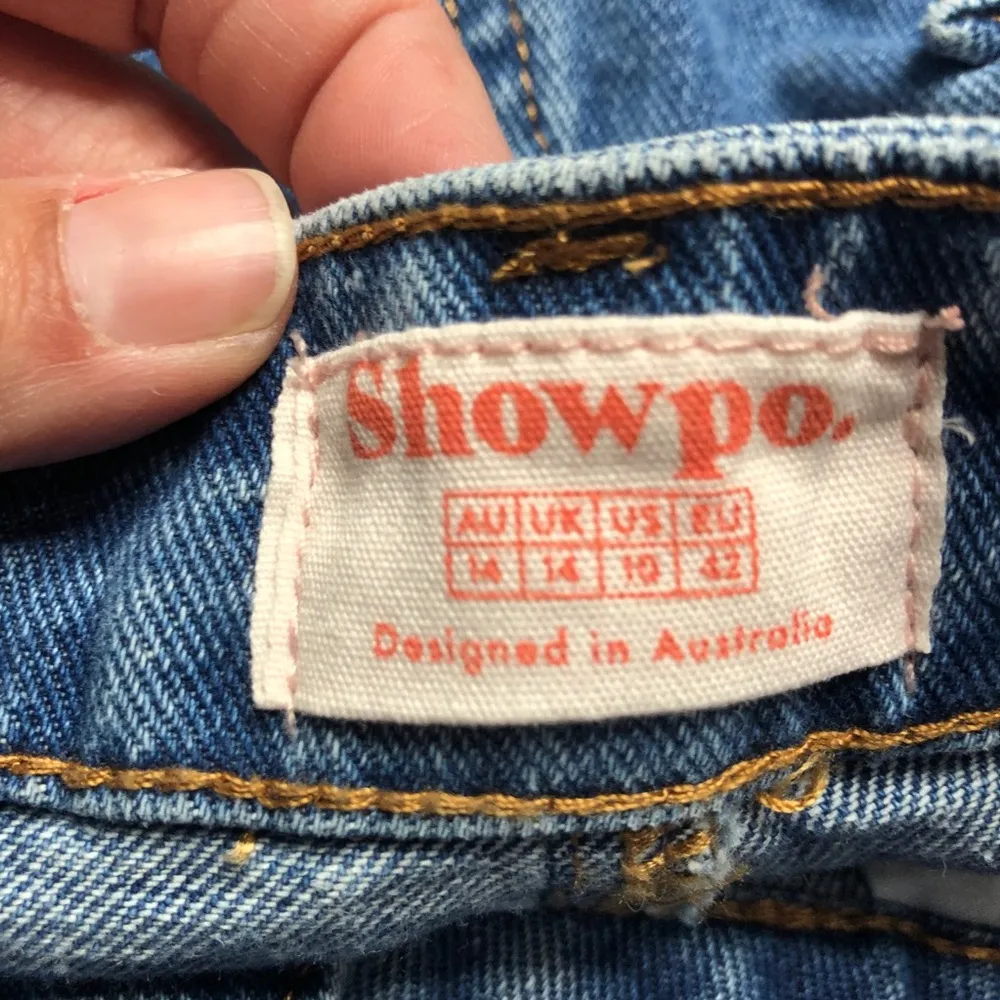 Showpo.
AU UK US EU
14 14 10 42
Designed in Australia